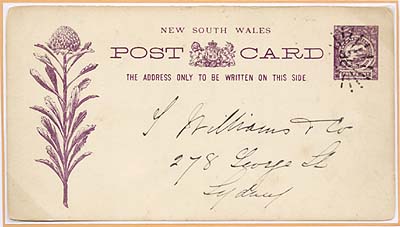 NEW SOUTH WALES
POST CARD
THE ADDRESS ONLY TO BE WRITTEN ON THIS SIDE
S Williams & Co
278 George St
Sydney